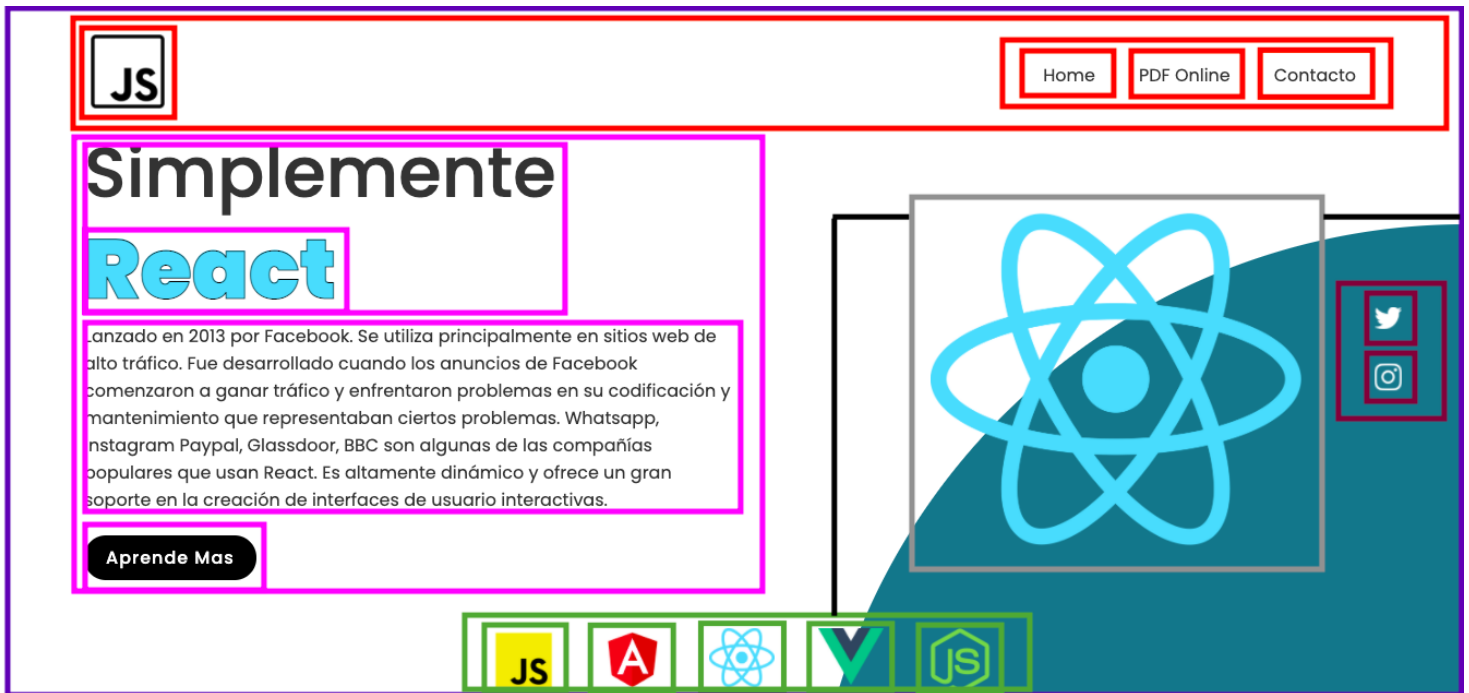 JS
Home
PDF Online
Contacto
Simplemente
React
Lanzado en 2013 por Facebook. Se utiliza principalmente en sitios web de
alto tráfico. Fue desarrollado cuando los anuncios de Facebook
comenzaron a ganar tráfico y enfrentaron problemas en su codificación y
mantenimiento que representaban ciertos problemas. Whatsapp,
Instagram Paypal, Glassdoor, BBC son algunas de las compañías
populares que usan React. Es altamente dinámico y ofrece un gran
soporte en la creación de interfaces de usuario interactivas.
Aprende Mas
JS
A
JS